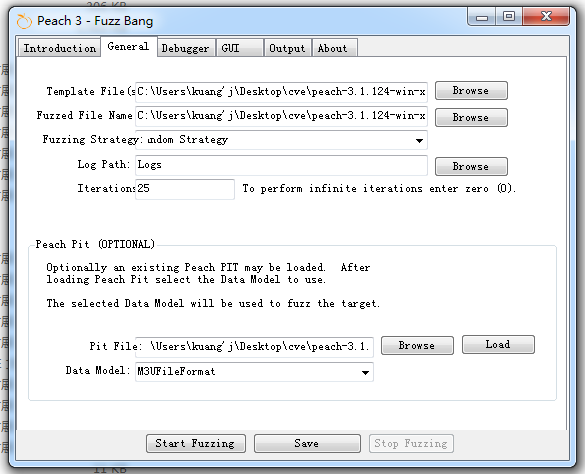 396 KB
Peach 3 - Fuzz Bang
Introduction General Debugger GUI Output About
Template File(s C:\Users\kuang'j\Desktop\cve\peach-3.1.124-win-x Browse
Fuzzed File Name C:\Users\kuang'j\Desktop\cve\peach-3.1.124-win-x Browse
Fuzzing Strategy: ndom Strategy
Log Path: Logs Browse
Iterations 25 To perform infinite iterations enter zero (0).
Peach Pit (OPTIONAL)
Optionally an existing Peach PIT may be loaded. After
loading Peach Pit select the Data Model to use.
The selected Data Model will be used to fuzz the target.
Pit File: \Users\kuang'j\Desktop\cve\peach-3.1. Browse Load
Data Model: M3UFileFormat
Start Fuzzing Save Stop Fuzzing
11 KB